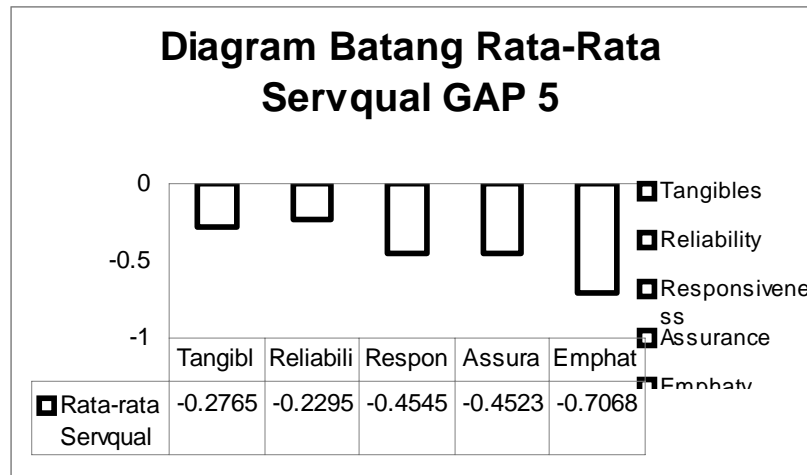 Diagram Batang Rata-Rata
Servqual GAP 5
0
-0.5
-1
Tangibles
Reliability
Responsivene
ss
Assurance
Emphaty
Tangibl Reliabili Respon Assura Emphat
Rata-rata
Servqual
-0.2765 -0.2295 -0.4545 -0.4523 -0.7068